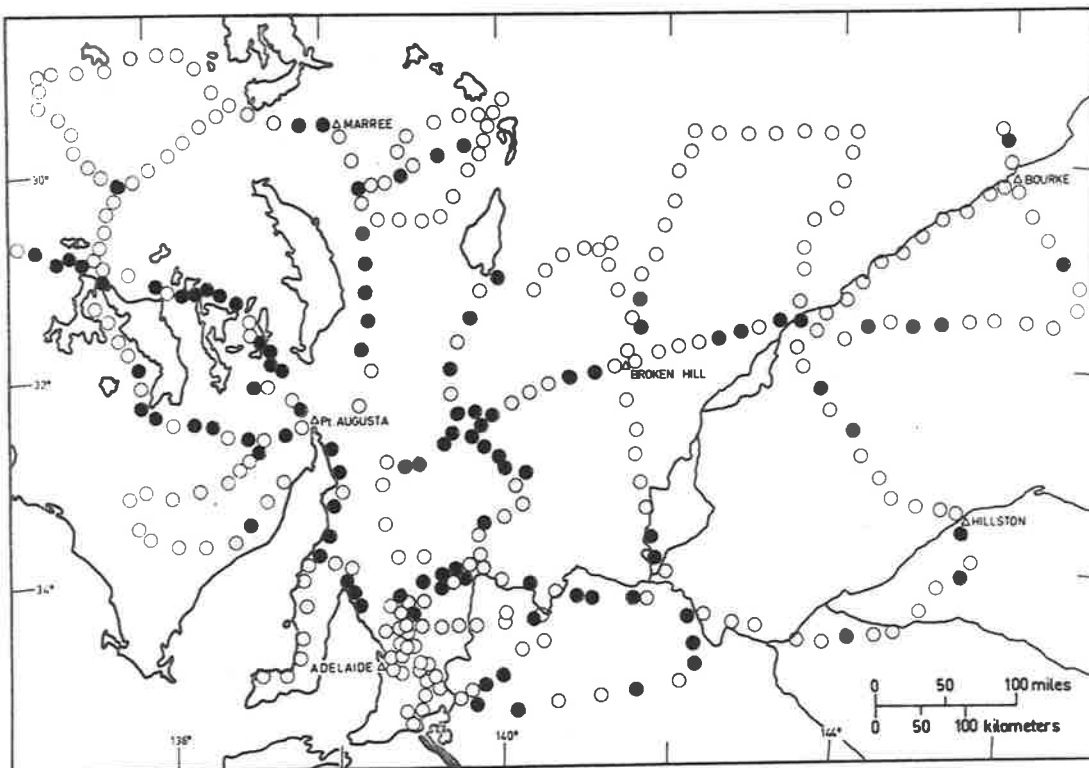 MARREE
30°
BOURKE
32°
BROKEN HILL
Pt. AUGUSTA
HILLSTON
34°
ADELAIDE
0 50 100 miles
0 50 100 kilometers
138°
140°
144°